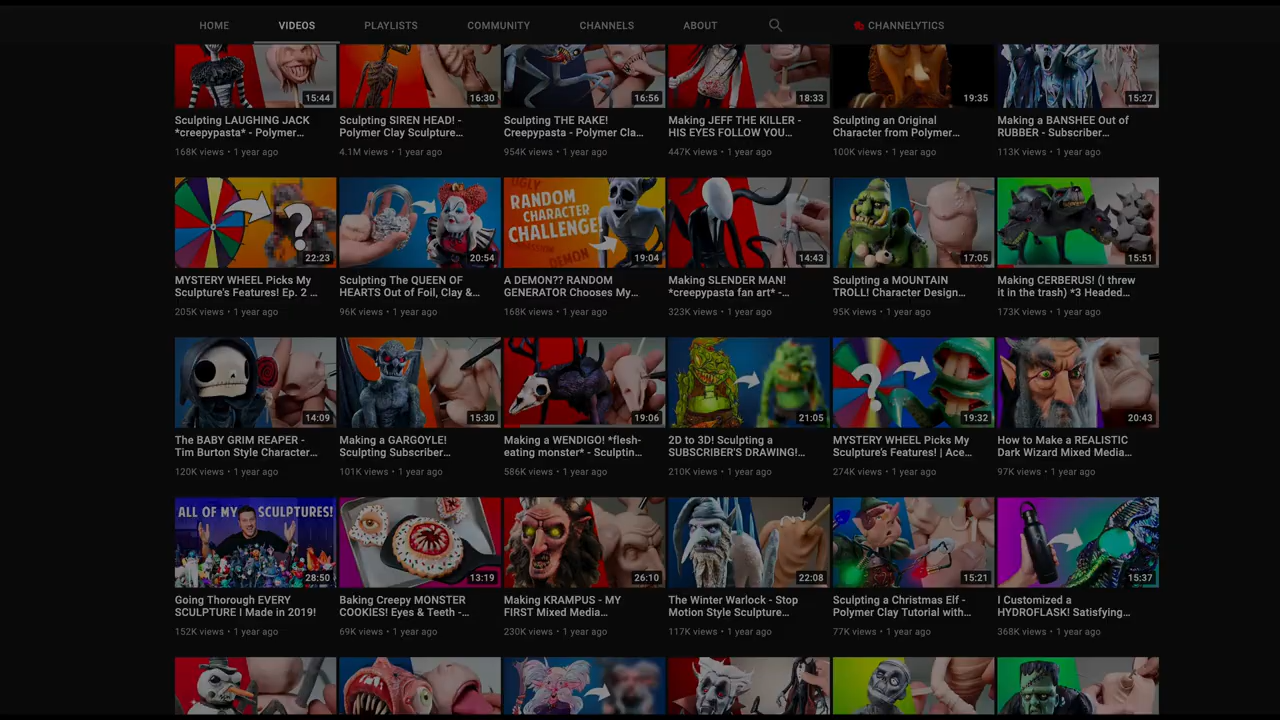 HOME VIDEOS PLAYLISTS COMMUNITY CHANNELS ABOUT CHANNELYTICS
15:44 16:30 16:56 18:33 19:35 15:27
Sculpting LAUGHING JACK
*creepypasta* - Polymer...
168K views • 1 year ago
Sculpting SIREN HEAD! -
Polymer Clay Sculpture...
4.1M views • 1 year ago
Sculpting THE RAKE!
Creepypasta - Polymer Cla...
954K views • 1 year ago
Making JEFF THE KILLER -
HIS EYES FOLLOW YOU...
447K views • 1 year ago
Sculpting an Original
Character from Polymer...
100K views • 1 year ago
Making a BANSHEE Out of
RUBBER - Subscriber...
113K views • 1 year ago
?
22:23
MYSTERY WHEEL Picks My
Sculpture's Features! Ep. 2 ...
205K views • 1 year ago
20:54
Sculpting The QUEEN OF
HEARTS Out of Foil, Clay &...
96K views • 1 year ago
UGLY
RANDOM
CHARACTER
CHALLENGE!
DEMON
19:04
A DEMON?? RANDOM
GENERATOR Chooses My...
168K views • 1 year ago
14:43
Making SLENDER MAN!
*creepypasta fan art* -...
323K views • 1 year ago
17:05
Sculpting a MOUNTAIN
TROLL! Character Design...
95K views • 1 year ago
15:51
Making CERBERUS! (I threw
it in the trash) *3 Headed...
173K views • 1 year ago
14:09
The BABY GRIM REAPER -
Tim Burton Style Character...
120K views • 1 year ago
15:30
Making a GARGOYLE!
Sculpting Subscriber...
101K views • 1 year ago
19:06
Making a WENDIGO! *flesh-
eating monster* - Sculptin...
586K views • 1 year ago
21:05
2D to 3D! Sculpting a
SUBSCRIBER'S DRAWING!...
210K views • 1 year ago
?
19:32
MYSTERY WHEEL Picks My
Sculpture's Features! | Ace...
274K views • 1 year ago
20:43
How to Make a REALISTIC
Dark Wizard Mixed Media...
97K views • 1 year ago
ALL OF MY SCULPTURES!
28:50
Going Thorough EVERY
SCULPTURE I Made in 2019!
152K views • 1 year ago
13:19
Baking Creepy MONSTER
COOKIES! Eyes & Teeth -...
69K views • 1 year ago
26:10
Making KRAMPUS - MY
FIRST Mixed Media...
230K views • 1 year ago
22:08
The Winter Warlock - Stop
Motion Style Sculpture...
117K views • 1 year ago
15:21
Sculpting a Christmas Elf -
Polymer Clay Tutorial with...
77K views • 1 year ago
15:37
I Customized a
HYDROFLASK! Satisfying...
368K views • 1 year ago